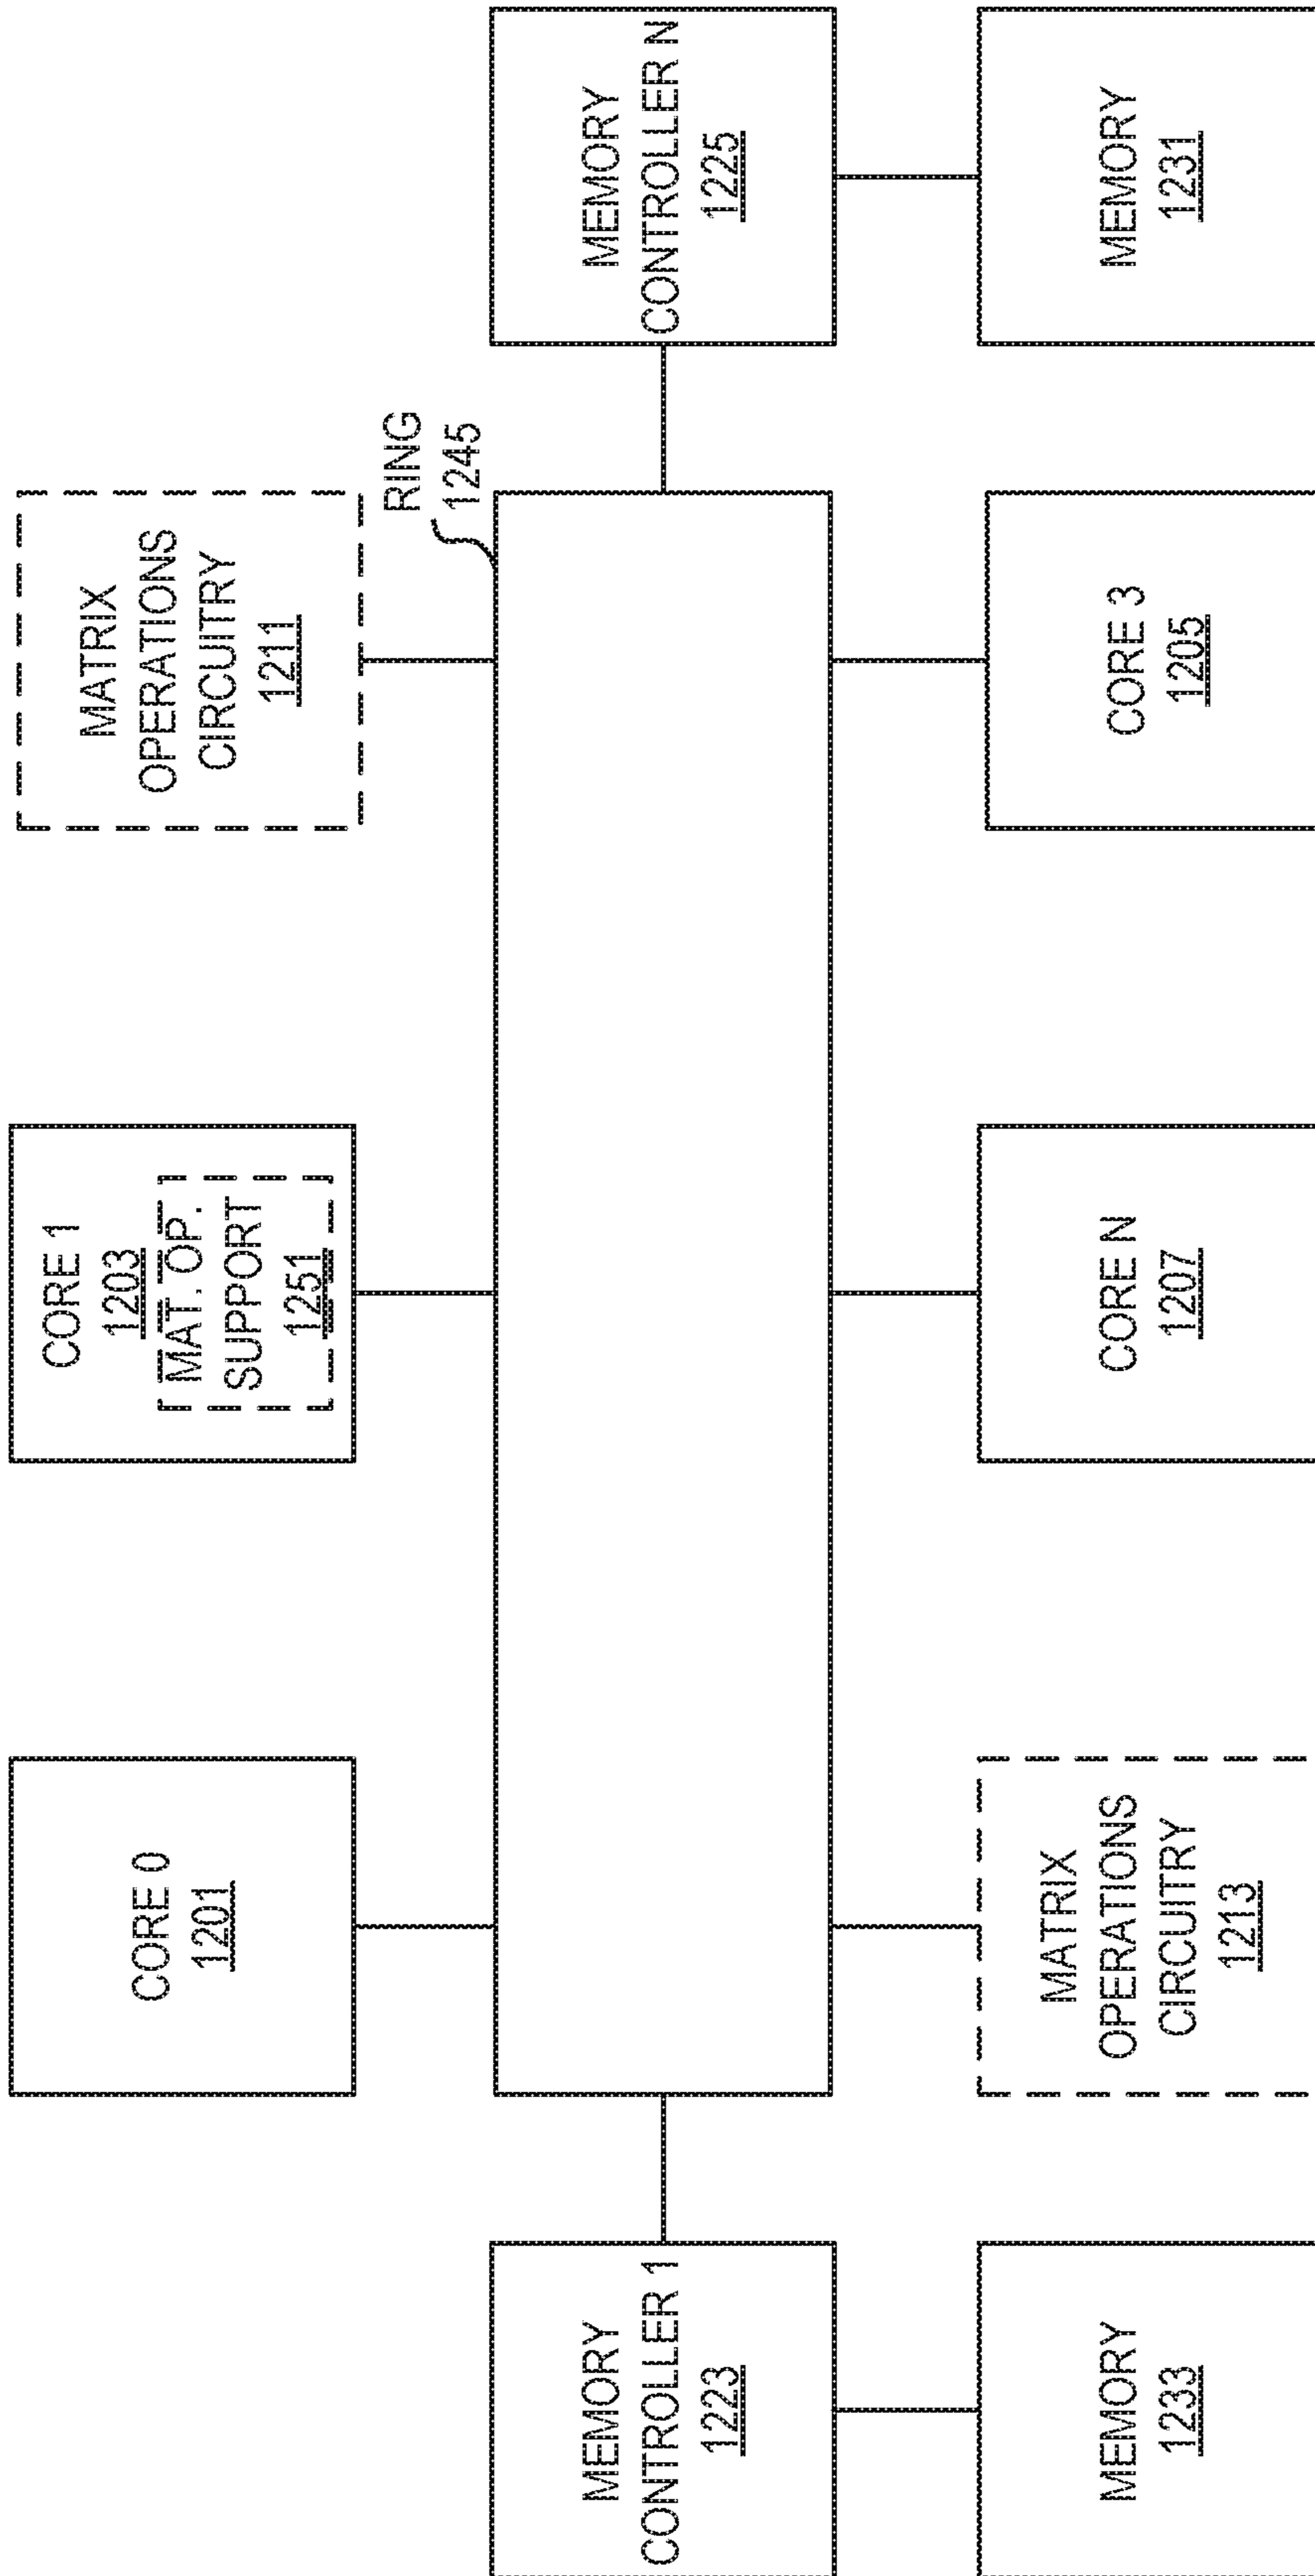 CORE 0
1201
CORE 1
1203
MAT. OP.
SUPPORT
1251
MATRIX
OPERATIONS
CIRCUITRY
1211
RING
1245
MEMORY
CONTROLLER 1
1223
MEMORY
CONTROLLER N
1225
MEMORY
1233
MATRIX
OPERATIONS
CIRCUITRY
1213
CORE N
1207
CORE 3
1205
MEMORY
1231